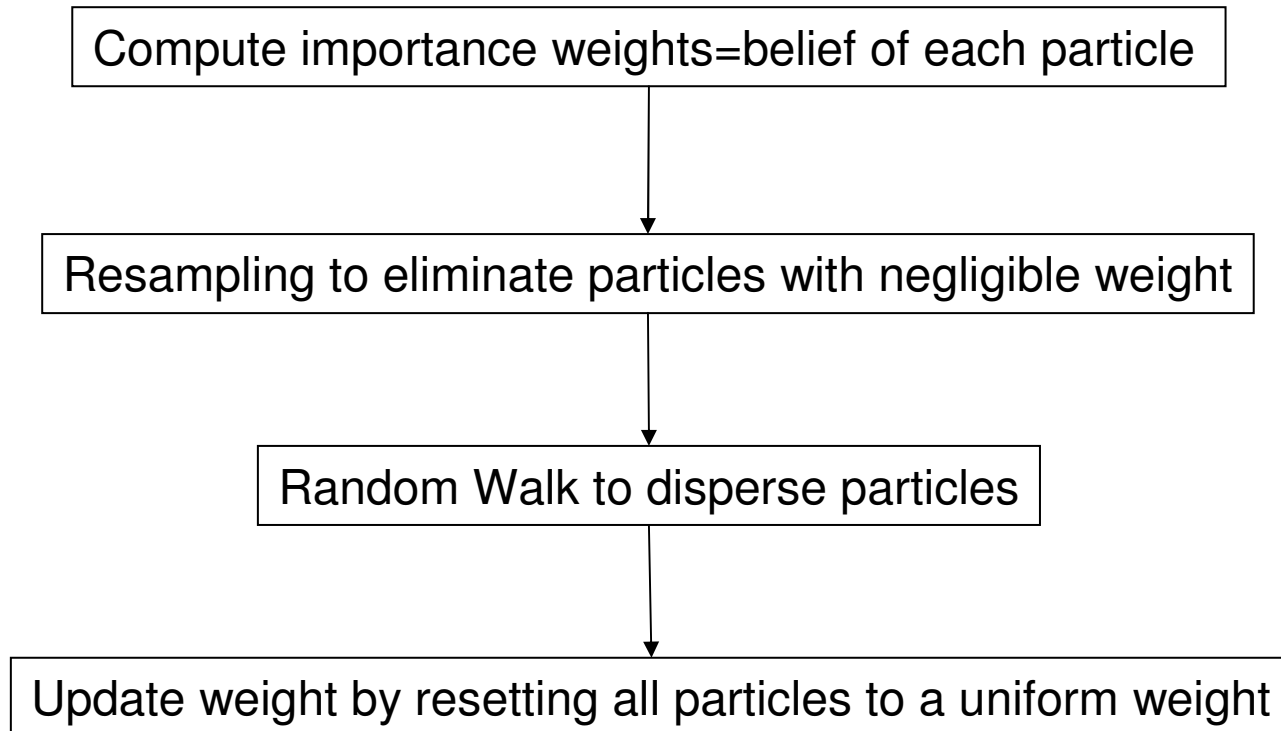 Compute importance weights=belief of each particle
Resampling to eliminate particles with negligible weight
Random Walk to disperse particles
Update weight by resetting all particles to a uniform weight